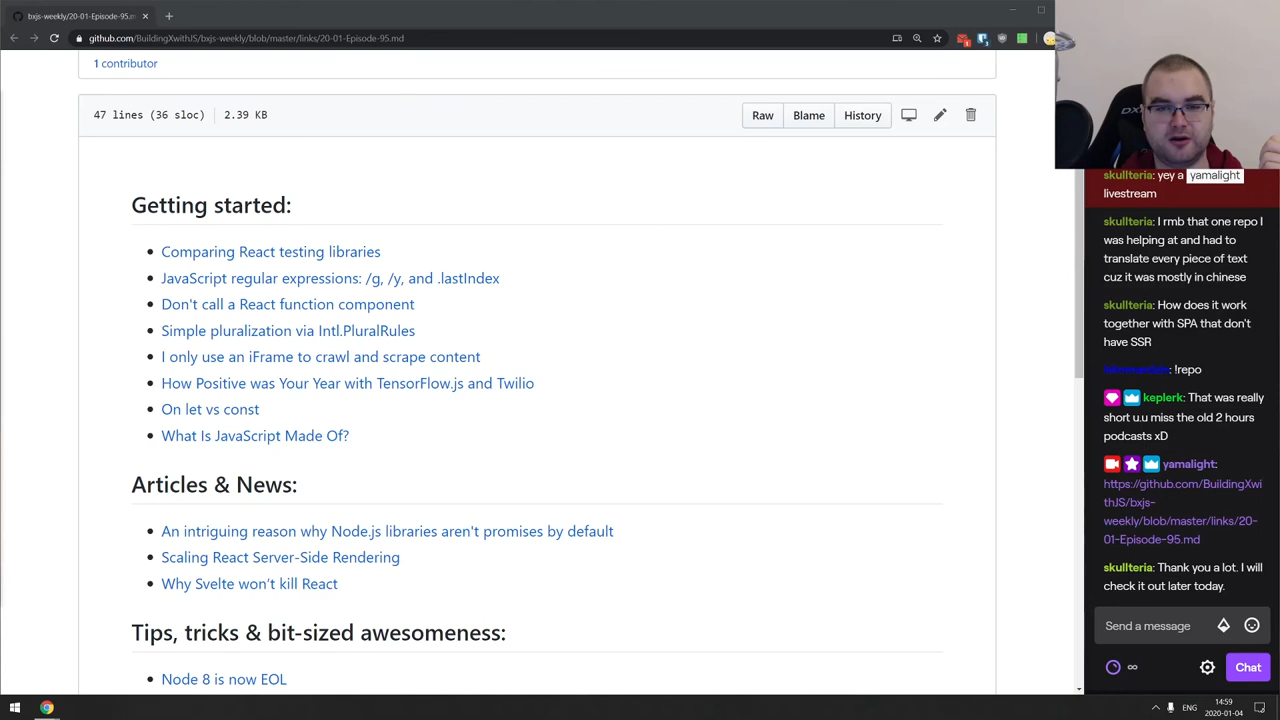 bxjs-weekly/20-01-Episode-95.m
github.com/BuildingXwithJS/bxjs-weekly/blob/master/links/20-01-Episode-95.md
1 contributor
47 lines (36 sloc) 2.39 KB
Raw Blame History
Getting started:
Comparing React testing libraries
JavaScript regular expressions: /g, /y, and .lastIndex
Don't call a React function component
Simple pluralization via Intl.PluralRules
I only use an iFrame to crawl and scrape content
How Positive was Your Year with TensorFlow.js and Twilio
On let vs const
What Is JavaScript Made Of?
Articles & News:
An intriguing reason why Node.js libraries aren't promises by default
Scaling React Server-Side Rendering
Why Svelte won't kill React
Tips, tricks & bit-sized awesomeness:
Node 8 is now EOL
skullteria: yey a yamalight
livestream
skullteria: I rmb that one repo I
was helping at and had to
translate every piece of text
cuz it was mostly in chinese
skullteria: How does it work
together with SPA that don't
have SSR
: !repo
keplerk: That was really
short u.u miss the old 2 hours
podcasts xD
yamalight:
https://github.com/BuildingXwi
thJS/bxjs-
weekly/blob/master/links/20-
01-Episode-95.md
skullteria: Thank you a lot. I will
check it out later today.
Send a message
Chat
ENG
14:59
2020-01-04